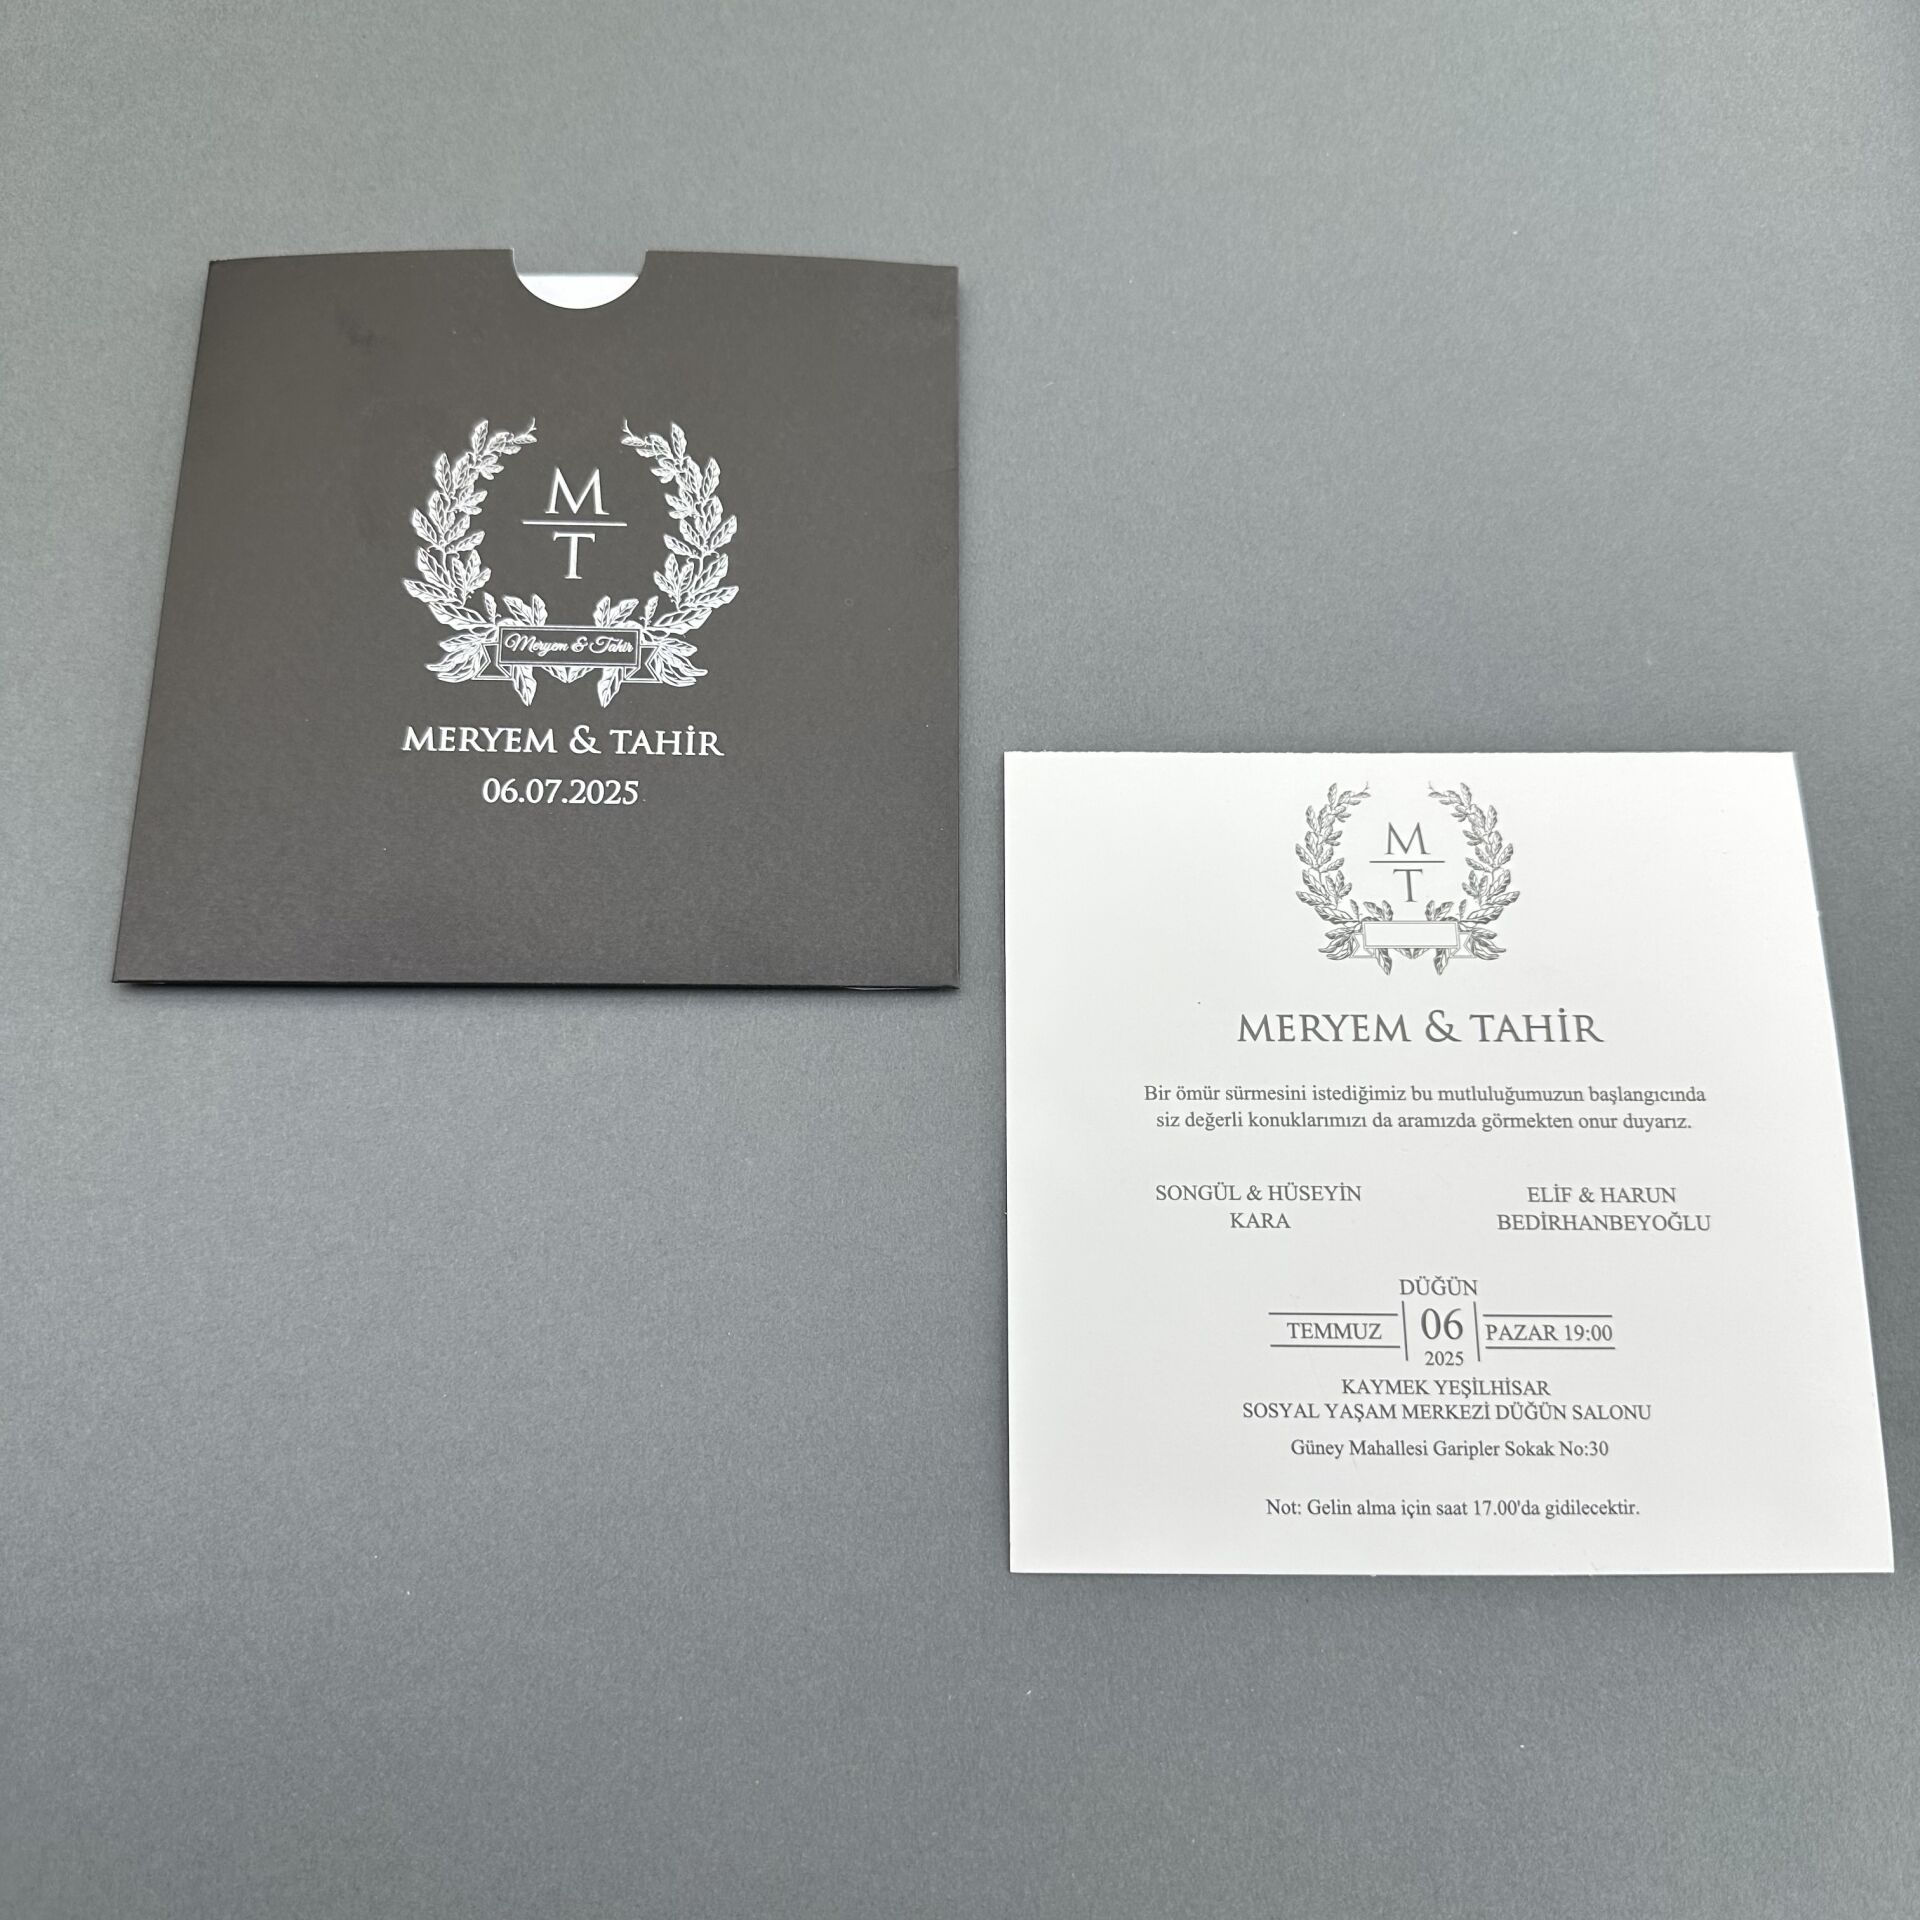 M
T
Meryem & Tahir
MERYEM & TAHİR
06.07.2025
M
T
MERYEM & TAHİR
Bir ömür sürmesini istediğimiz bu mutluluğumuzun başlangıcında
siz değerli konuklarımızı da aramızda görmekten onur duyarız.
SONGÜL & HÜSEYİN
KARA
ELİF & HARUN
BEDİRHANBEYOĞLU
DÜĞÜN
TEMMUZ 06 PAZAR 19:00
2025
KAYMEK YEŞİLHİSAR
SOSYAL YAŞAM MERKEZİ DÜĞÜN SALONU
Güney Mahallesi Garipler Sokak No:30
Not: Gelin alma için saat 17.00'da gidilecektir.